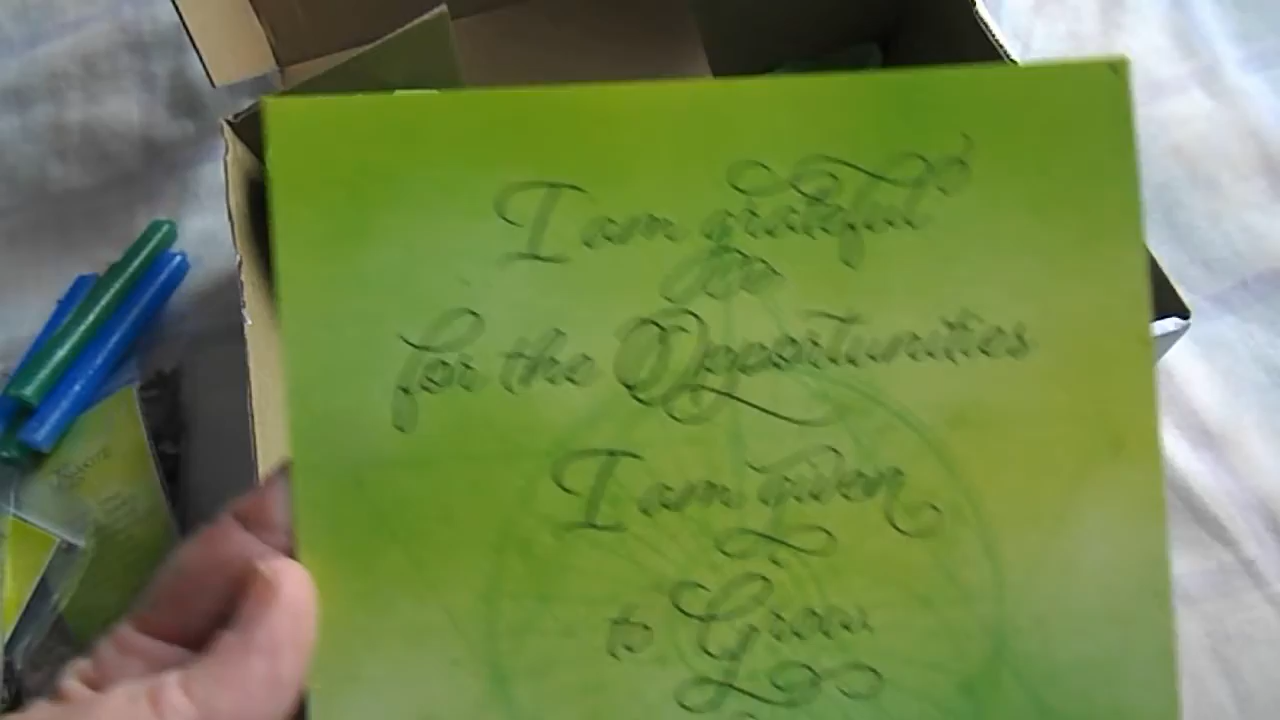 I am grateful
for the Opportunities
I am given
to Grow